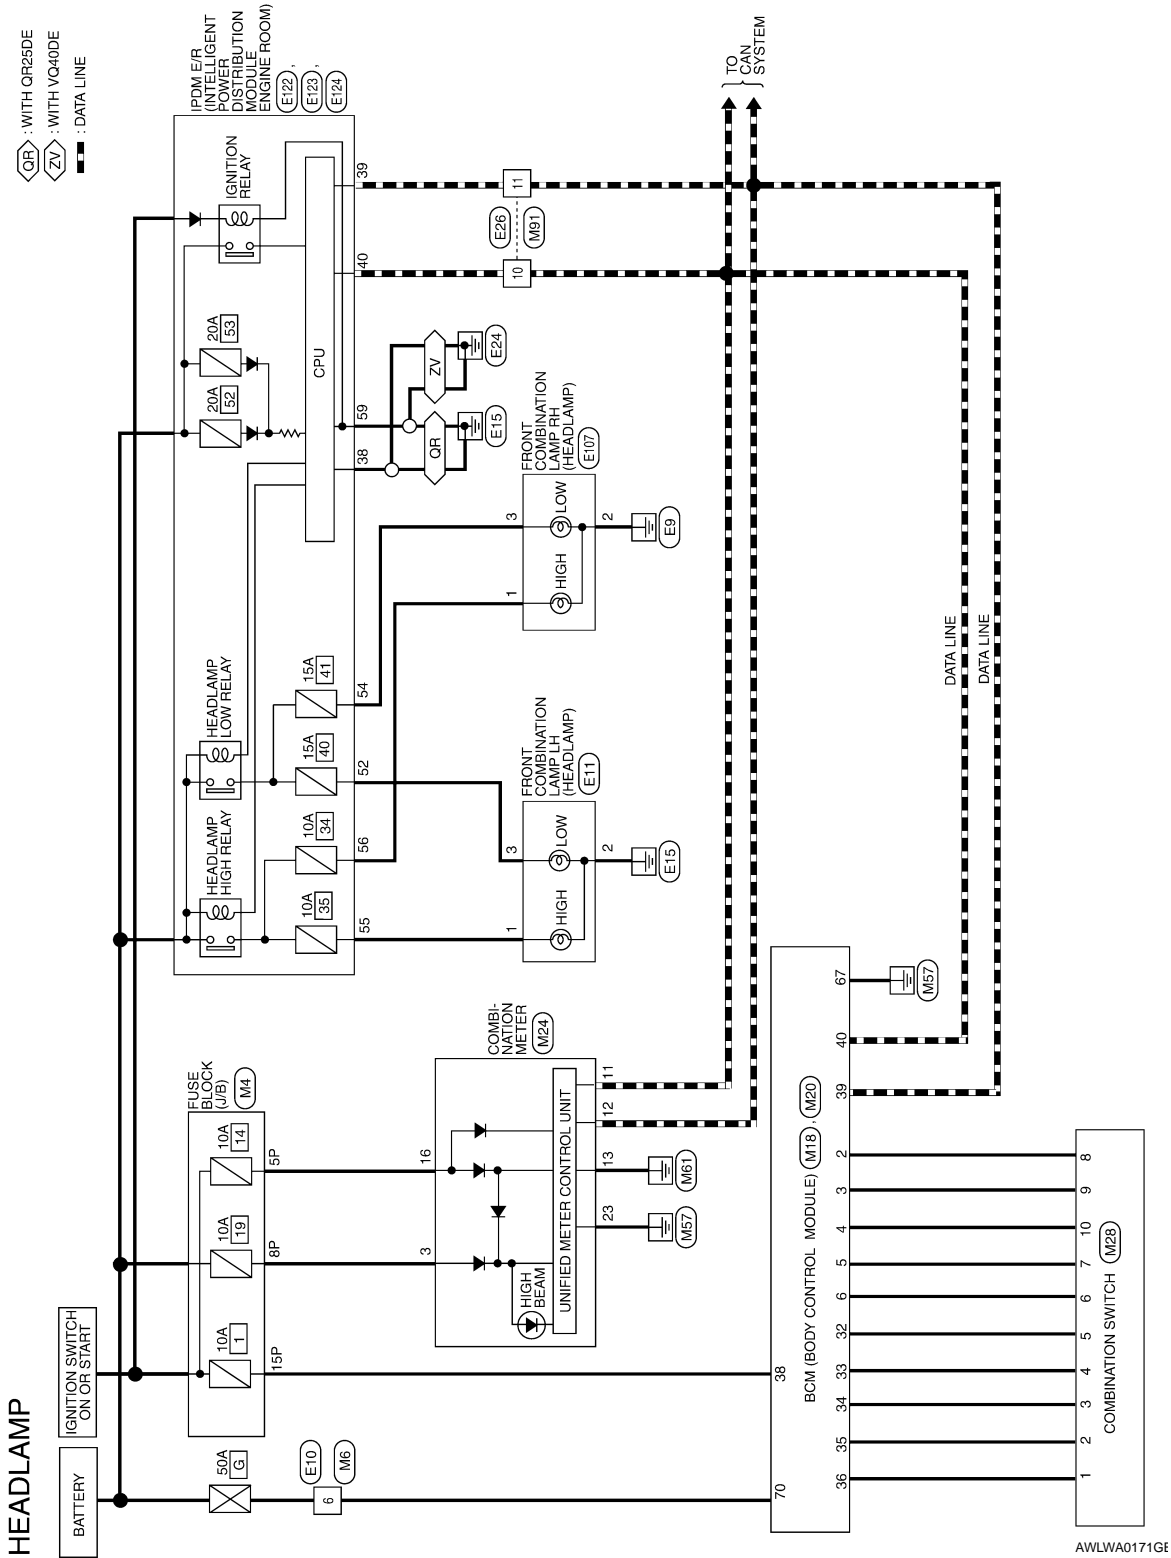 HEADLAMP
QR : WITH QR25DE
ZV : WITH VQ40DE
: DATA LINE
BATTERY
IGNITION SWITCH
ON OR START
50A
G
6
E10
M6
10A
1
15P
10A
19
8P
10A
14
5P
FUSE
BLOCK
(J/B)
M4
IPDM E/R
(INTELLIGENT
POWER
DISTRIBUTION
MODULE
ENGINE ROOM)
E122 ,
E123 ,
E124
HEADLAMP
HIGH RELAY
HEADLAMP
LOW RELAY
10A
35
10A
34
15A
40
15A
41
20A
52
20A
53
IGNITION
RELAY
CPU
55
56
52
54
38
59
40
39
QR
ZV
E15
E24
10
11
E26
M91
TO
CAN
SYSTEM
COMBI-
NATION
METER
M24
3
16
HIGH
BEAM
UNIFIED METER CONTROL UNIT
23
13
12
11
M57
M61
FRONT
COMBINATION
LAMP LH
(HEADLAMP)
E11
1
3
HIGH
LOW
2
E15
FRONT
COMBINATION
LAMP RH
(HEADLAMP)
E107
1
3
HIGH
LOW
2
E9
DATA LINE
DATA LINE
70
38
BCM (BODY CONTROL MODULE) M18 , M20
36
35
34
33
32
6
5
4
3
2
39
40
67
M57
1
2
3
4
5
6
7
10
9
8
COMBINATION SWITCH M28
AWLWA0171GE